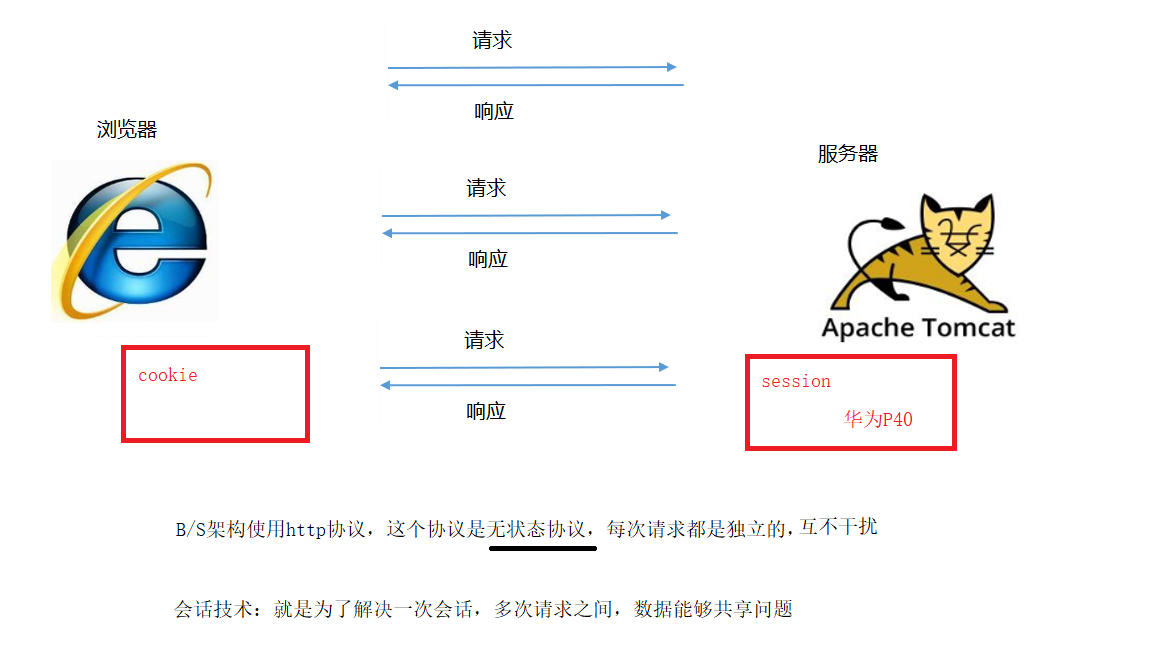 请求
响应
浏览器
服务器
请求
响应
Apache Tomcat
请求
响应
cookie
session
华为P40
B/S架构使用http协议，这个协议是无状态协议，每次请求都是独立的，互不干扰
会话技术：就是为了解决一次会话，多次请求之间，数据能够共享问题